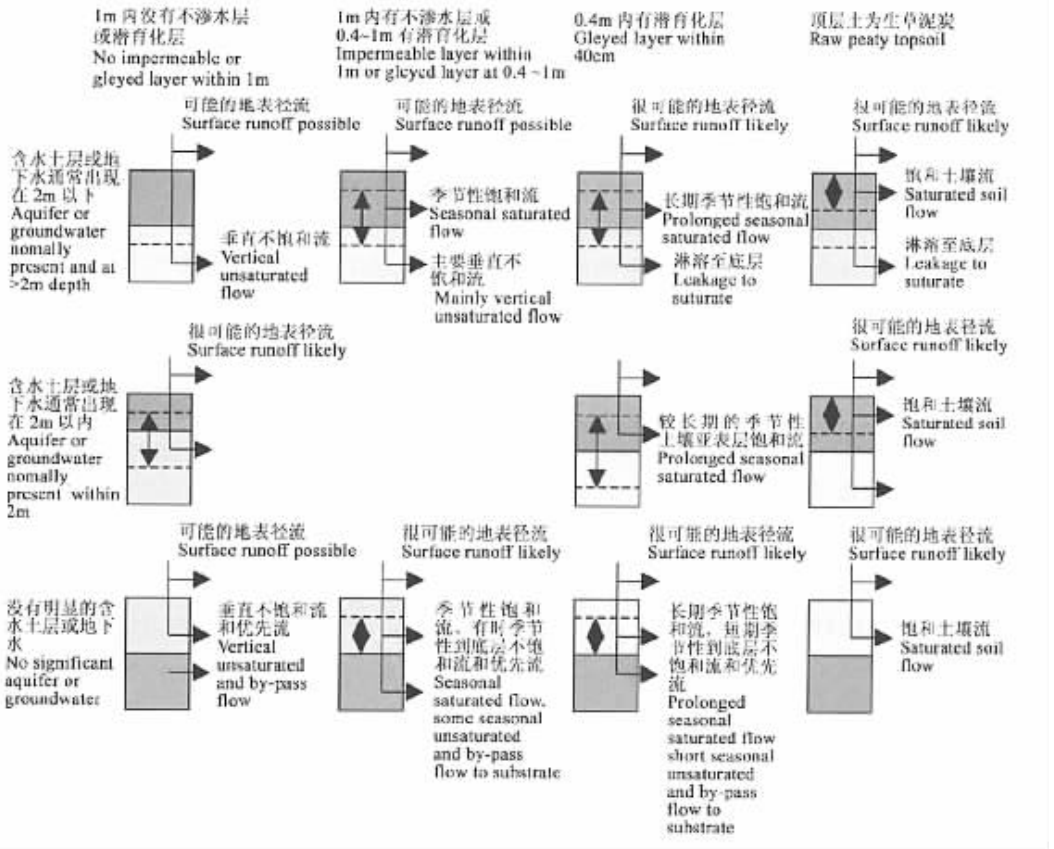 1m 内没有不渗水层
或潜育化层
No impermeable or
gleyed layer within 1m
1m 内有不渗水层或
0.4~1m 有潜育化层
Impermeable layer within
1m or gleyed layer at 0.4 ~1m
0.4m 内有潜育化层
Gleyed layer within
40cm
顶层土为生草泥炭
Raw peaty topsoil
含水土层或地
下水通常出现
在 2m 以下
Aquifer or
groundwater
nomally
present and at
>2m depth
可能的地表径流
Surface runoff possible
垂直不饱和流
Vertical
unsaturated
flow
可能的地表径流
Surface runoff possible
季节性饱和流
Seasonal saturated
flow
主要垂直不
饱和流
Mainly vertical
unsaturated flow
很可能的地表径流
Surface runoff likely
长期季节性饱和流
Prolonged seasonal
saturated flow
淋溶至底层
Leakage to
suturate
很可能的地表径流
Surface runoff likely
饱和土壤流
Saturated soil
flow
淋溶至底层
Leakage to
suturate
含水土层或地
下水通常出现
在 2m 以内
Aquifer or
groundwater
nomally
present within
2m
很可能的地表径流
Surface runoff likely
较长期的季节性
土壤亚表层饱和流
Prolonged seasonal
saturated flow
很可能的地表径流
Surface runoff likely
饱和土壤流
Saturated soil
flow
没有明显的含
水土层或地下
水
No significant
aquifer or
groundwater
可能的地表径流
Surface runoff possible
垂直不饱和流
和优先流
Vertical
unsaturated
and by-pass
flow
很可能的地表径流
Surface runoff likely
季节性饱和
流，有时季节
性到底层不饱
和流和优先流
Seasonal
saturated flow,
some seasonal
unsaturated
and by-pass
flow to substrate
很可能的地表径流
Surface runoff likely
长期季节性饱
和流，短期季
节性到底层不
饱和流和优先
流
Prolonged
seasonal
saturated flow
short seasonal
unsaturated
and by-pass
flow to
substrate
很可能的地表径流
Surface runoff likely
饱和土壤流
Saturated soil
flow